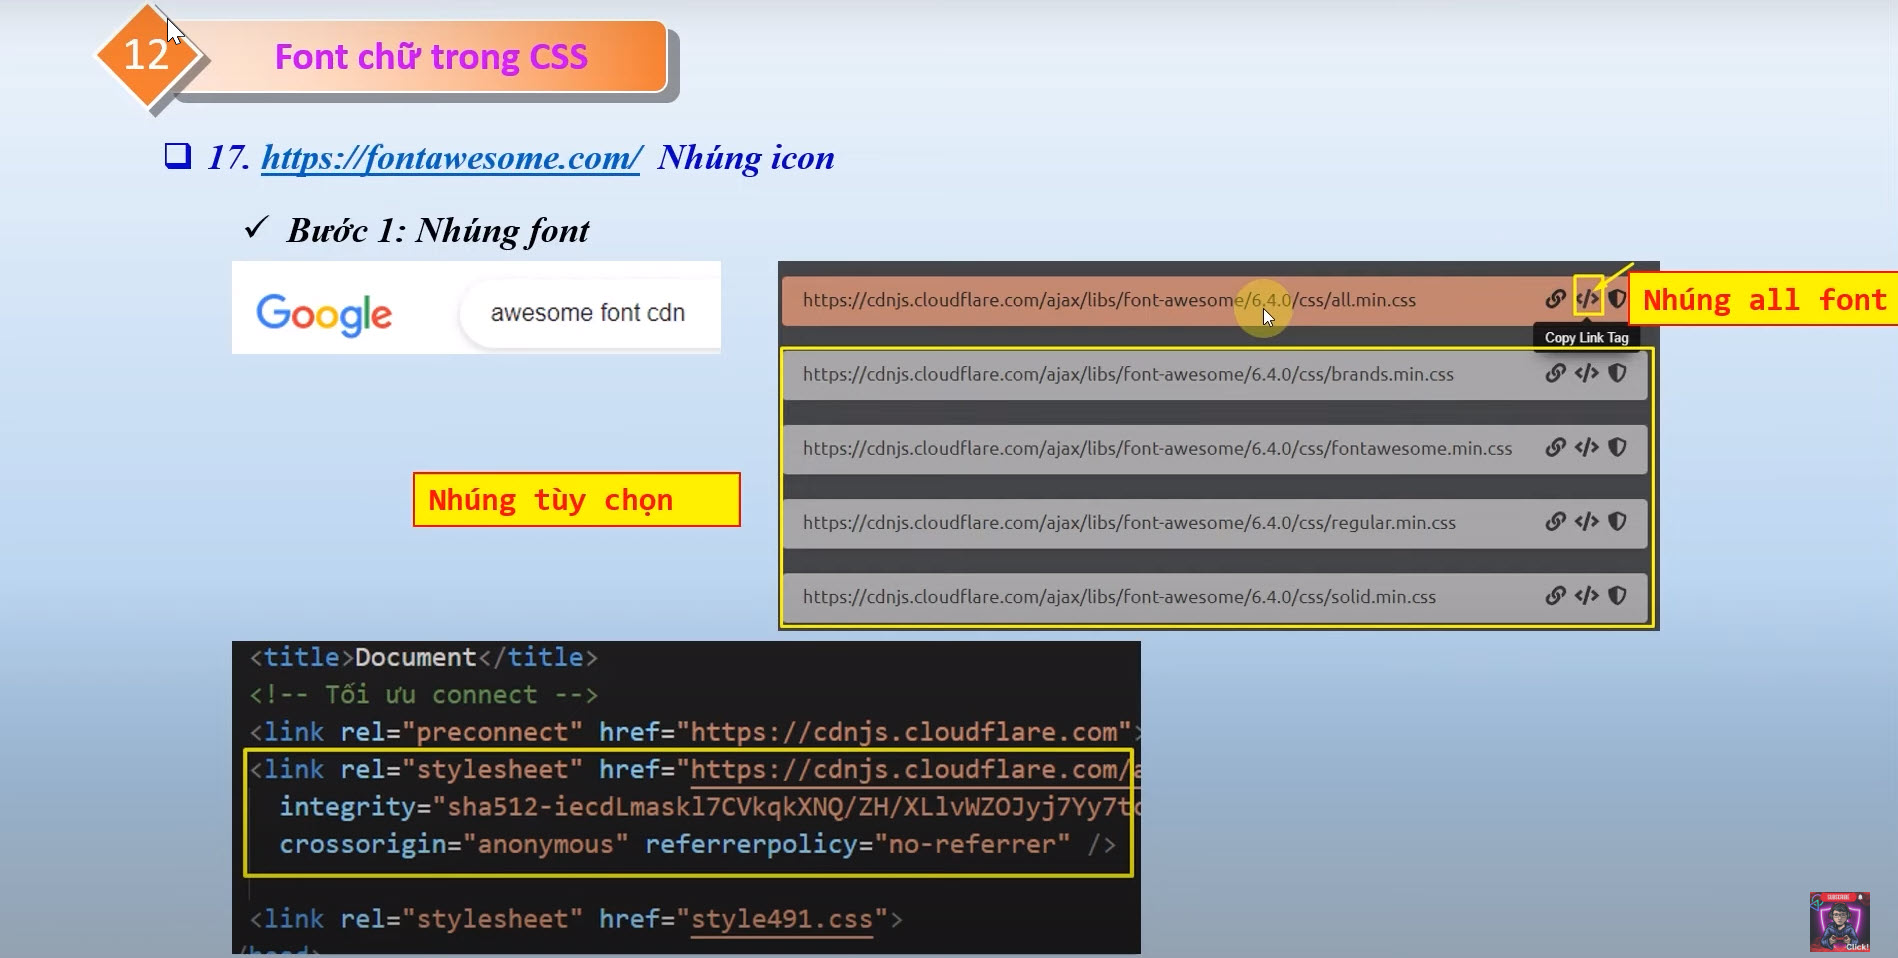 12
Font chữ trong CSS
17. https://fontawesome.com/ Nhúng icon
Bước 1: Nhúng font
Google
awesome font cdn
https://cdnjs.cloudflare.com/ajax/libs/font-awesome/6.4.0/css/all.min.css
</>
Nhúng all font
Copy Link Tag
https://cdnjs.cloudflare.com/ajax/libs/font-awesome/6.4.0/css/brands.min.css
</>
https://cdnjs.cloudflare.com/ajax/libs/font-awesome/6.4.0/css/fontawesome.min.css
</>
Nhúng tùy chọn
https://cdnjs.cloudflare.com/ajax/libs/font-awesome/6.4.0/css/regular.min.css
</>
https://cdnjs.cloudflare.com/ajax/libs/font-awesome/6.4.0/css/solid.min.css
</>
<title>Document</title>
<!-- Tối ưu connect -->
<link rel="preconnect" href="https://cdnjs.cloudflare.com">
<link rel="stylesheet" href="https://cdnjs.cloudflare.com/a
integrity="sha512-iecdLmaskl7CVkqkXNQ/ZH/XLlvWZOJyj7Yy7tc
crossorigin="anonymous" referrerpolicy="no-referrer" />
<link rel="stylesheet" href="style491.css">
/head>
SUBSCRIBE
Click!